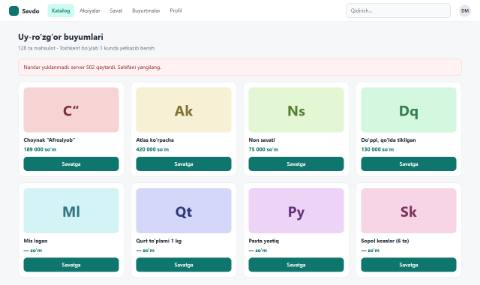 Savdo Katalog Aksiyalar Savat Buyurtmalar Profil Qidirish... DM
Uy-ro‘zg‘or buyumlari
128 ta mahsulot · Toshkent bo‘ylab 1 kunda yetkazib berish
Narxlar yuklanmadi: server 502 qaytardi. Sahifani yangilang.
C“ Ak Ns Dq
Choynak “Afrosiyob” Atlas ko‘rpacha Non savati Do‘ppi, qo‘lda tikilgan
189 000 so‘m 420 000 so‘m 75 000 so‘m 130 000 so‘m
Savatga Savatga Savatga Savatga
Ml Qt Py Sk
Mis lagan Qurt to‘plami 1 kg Paxta yostiq Sopol kosalar (6 ta)
— so‘m — so‘m — so‘m — so‘m
Savatga Savatga Savatga Savatga